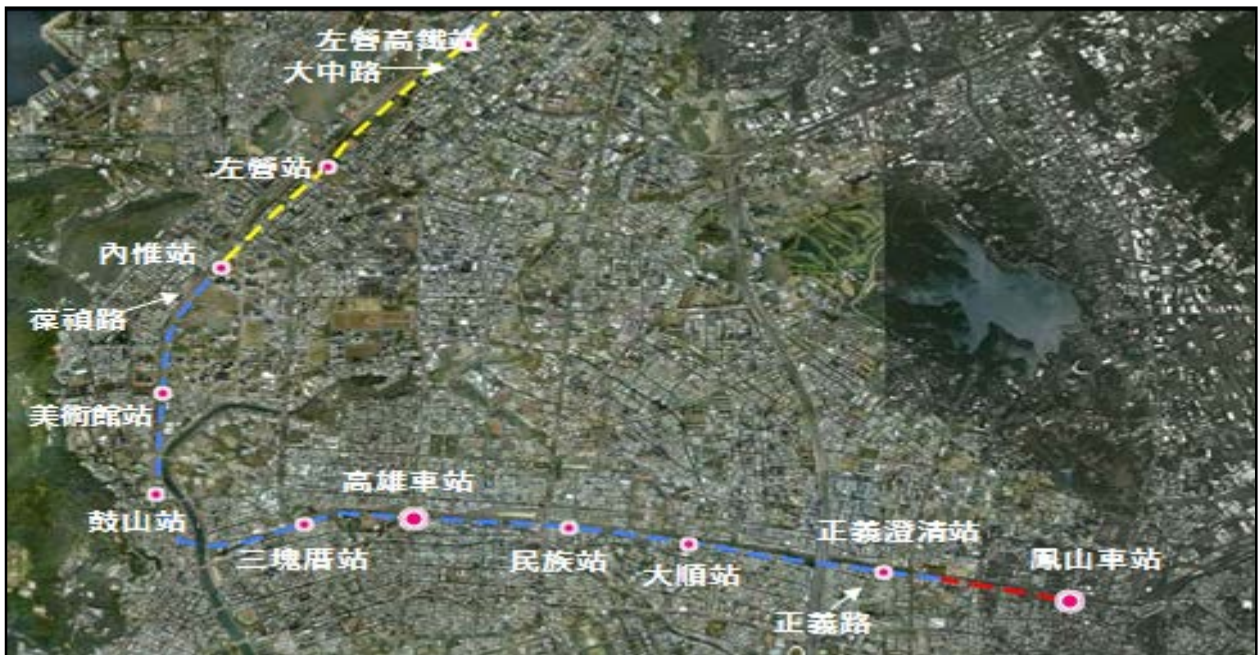 左營高鐵站
大中路
左營站
內惟站
葆禎路
美術館站
鼓山站
高雄車站
三塊厝站
民族站
大順站
正義澄清站
正義路
鳳山車站